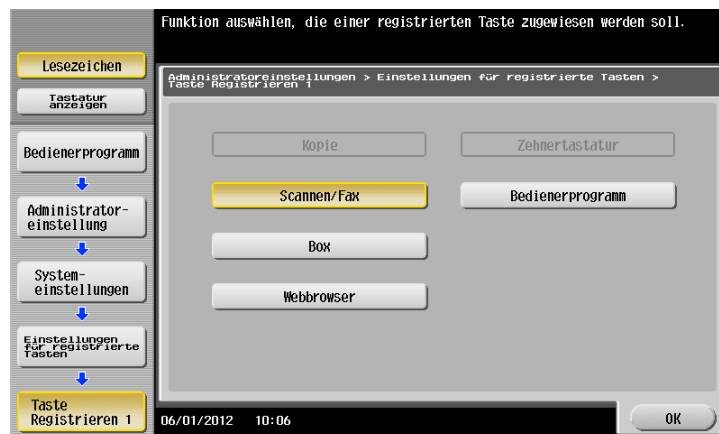 Funktion auswählen, die einer registrierten Taste zugewiesen werden soll.
Lesezeichen
Tastatur
anzeigen
Bedienerprogramm
Administrator-
einstellung
System-
einstellungen
Einstellungen
für registrierte
Tasten
Taste
Registrieren 1
Administratoreinstellungen > Einstellungen für registrierte Tasten >
Taste Registrieren 1
Kopie
Zehnertastatur
Scannen/Fax
Bedienerprogramm
Box
Webbrowser
06/01/2012 10:06
OK